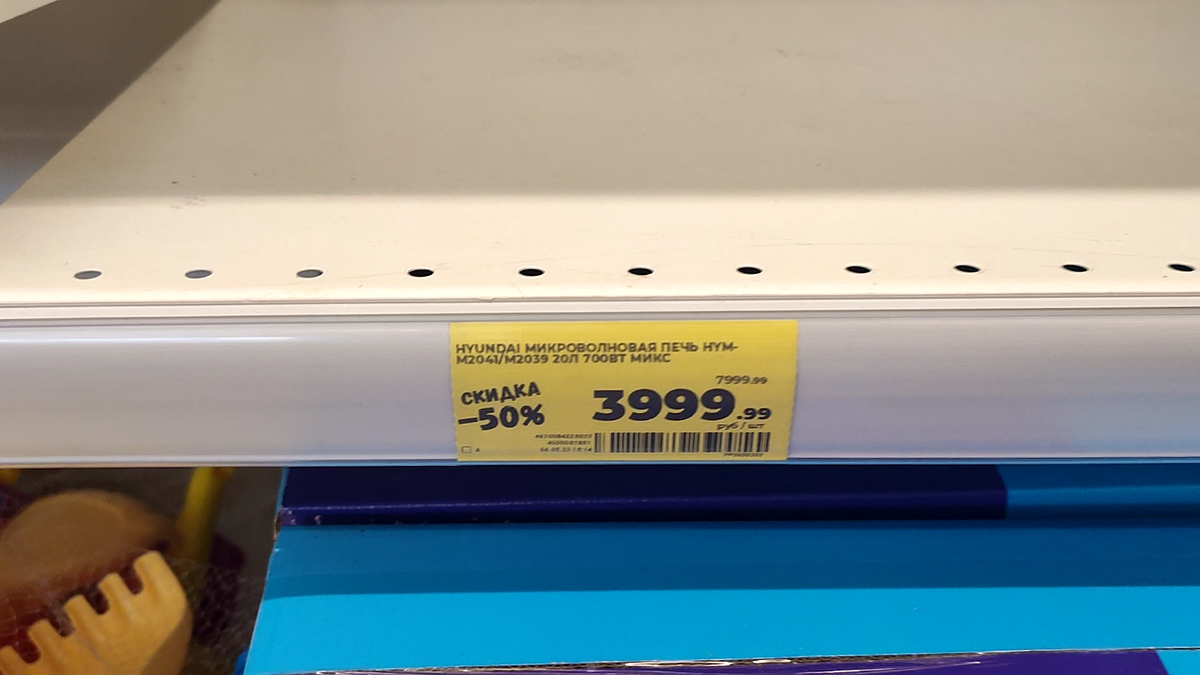 HYUNDAI МИКРОВОЛНОВАЯ ПЕЧЬ HYM-
M2041/M2039 20Л 700ВТ МИКС
7999.99
СКИДКА
–50%
3999.99
руб / шт